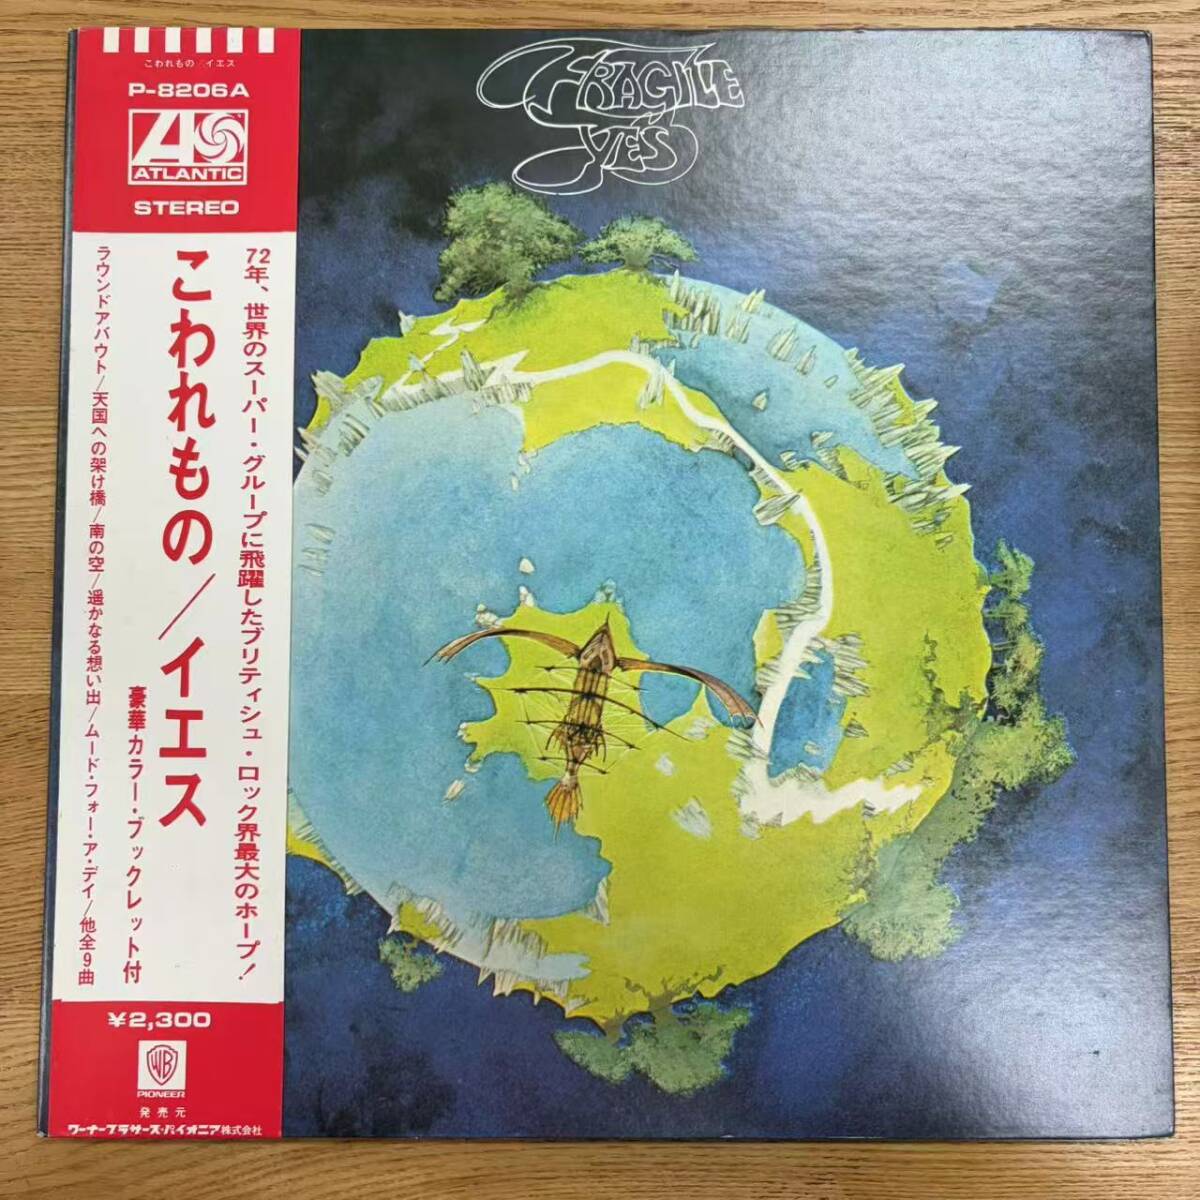 こわれもの/イエス
P-8206A
ATLANTIC
STEREO
72年、世界のスーパー・グループに飛躍したブリティシュ・ロック界最大のホープ!
こわれもの/イエス
豪華カラー・ブックレット付
ラウンドアバウト/天国への架け橋/南の空/遥かなる想い出/ムード・フォー・ア・デイ/他全9曲
¥2,300
WB
PIONEER
発売元
ワーナーブラザース・パイオニア株式会社
FRAGILE
YES